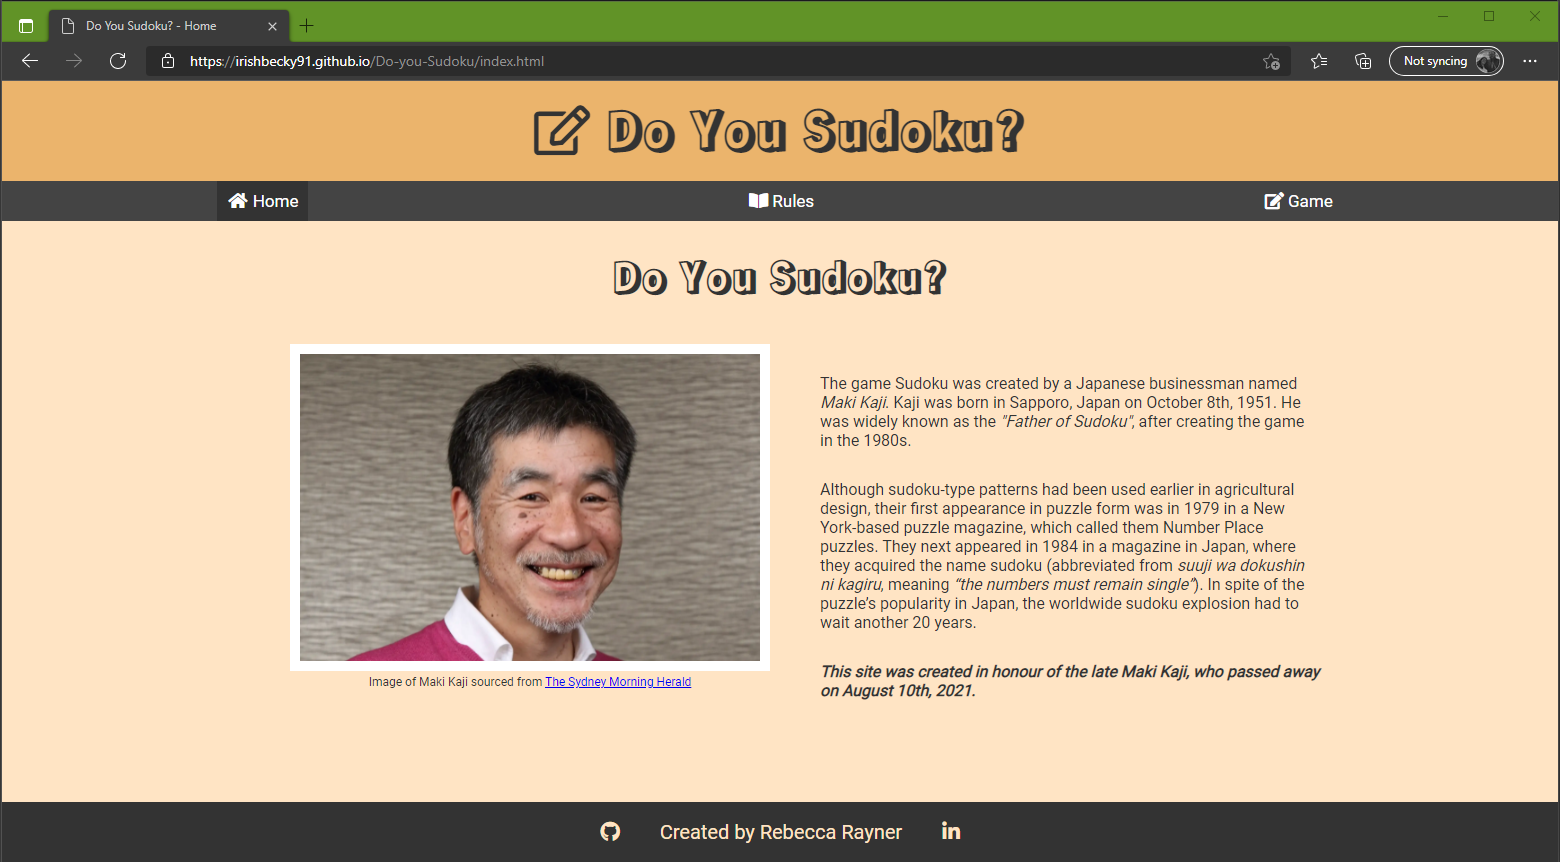 Do You Sudoku? - Home
https://irishbecky91.github.io/Do-you-Sudoku/index.html
Not syncing
Do You Sudoku?
Home
Rules
Game
Do You Sudoku?
The game Sudoku was created by a Japanese businessman named
Maki Kaji. Kaji was born in Sapporo, Japan on October 8th, 1951. He
was widely known as the "Father of Sudoku", after creating the game
in the 1980s.
Although sudoku-type patterns had been used earlier in agricultural
design, their first appearance in puzzle form was in 1979 in a New
York-based puzzle magazine, which called them Number Place
puzzles. They next appeared in 1984 in a magazine in Japan, where
they acquired the name sudoku (abbreviated from suuji wa dokushin
ni kagiru, meaning “the numbers must remain single”). In spite of the
puzzle’s popularity in Japan, the worldwide sudoku explosion had to
wait another 20 years.
This site was created in honour of the late Maki Kaji, who passed away
on August 10th, 2021.
Image of Maki Kaji sourced from The Sydney Morning Herald
Created by Rebecca Rayner
in